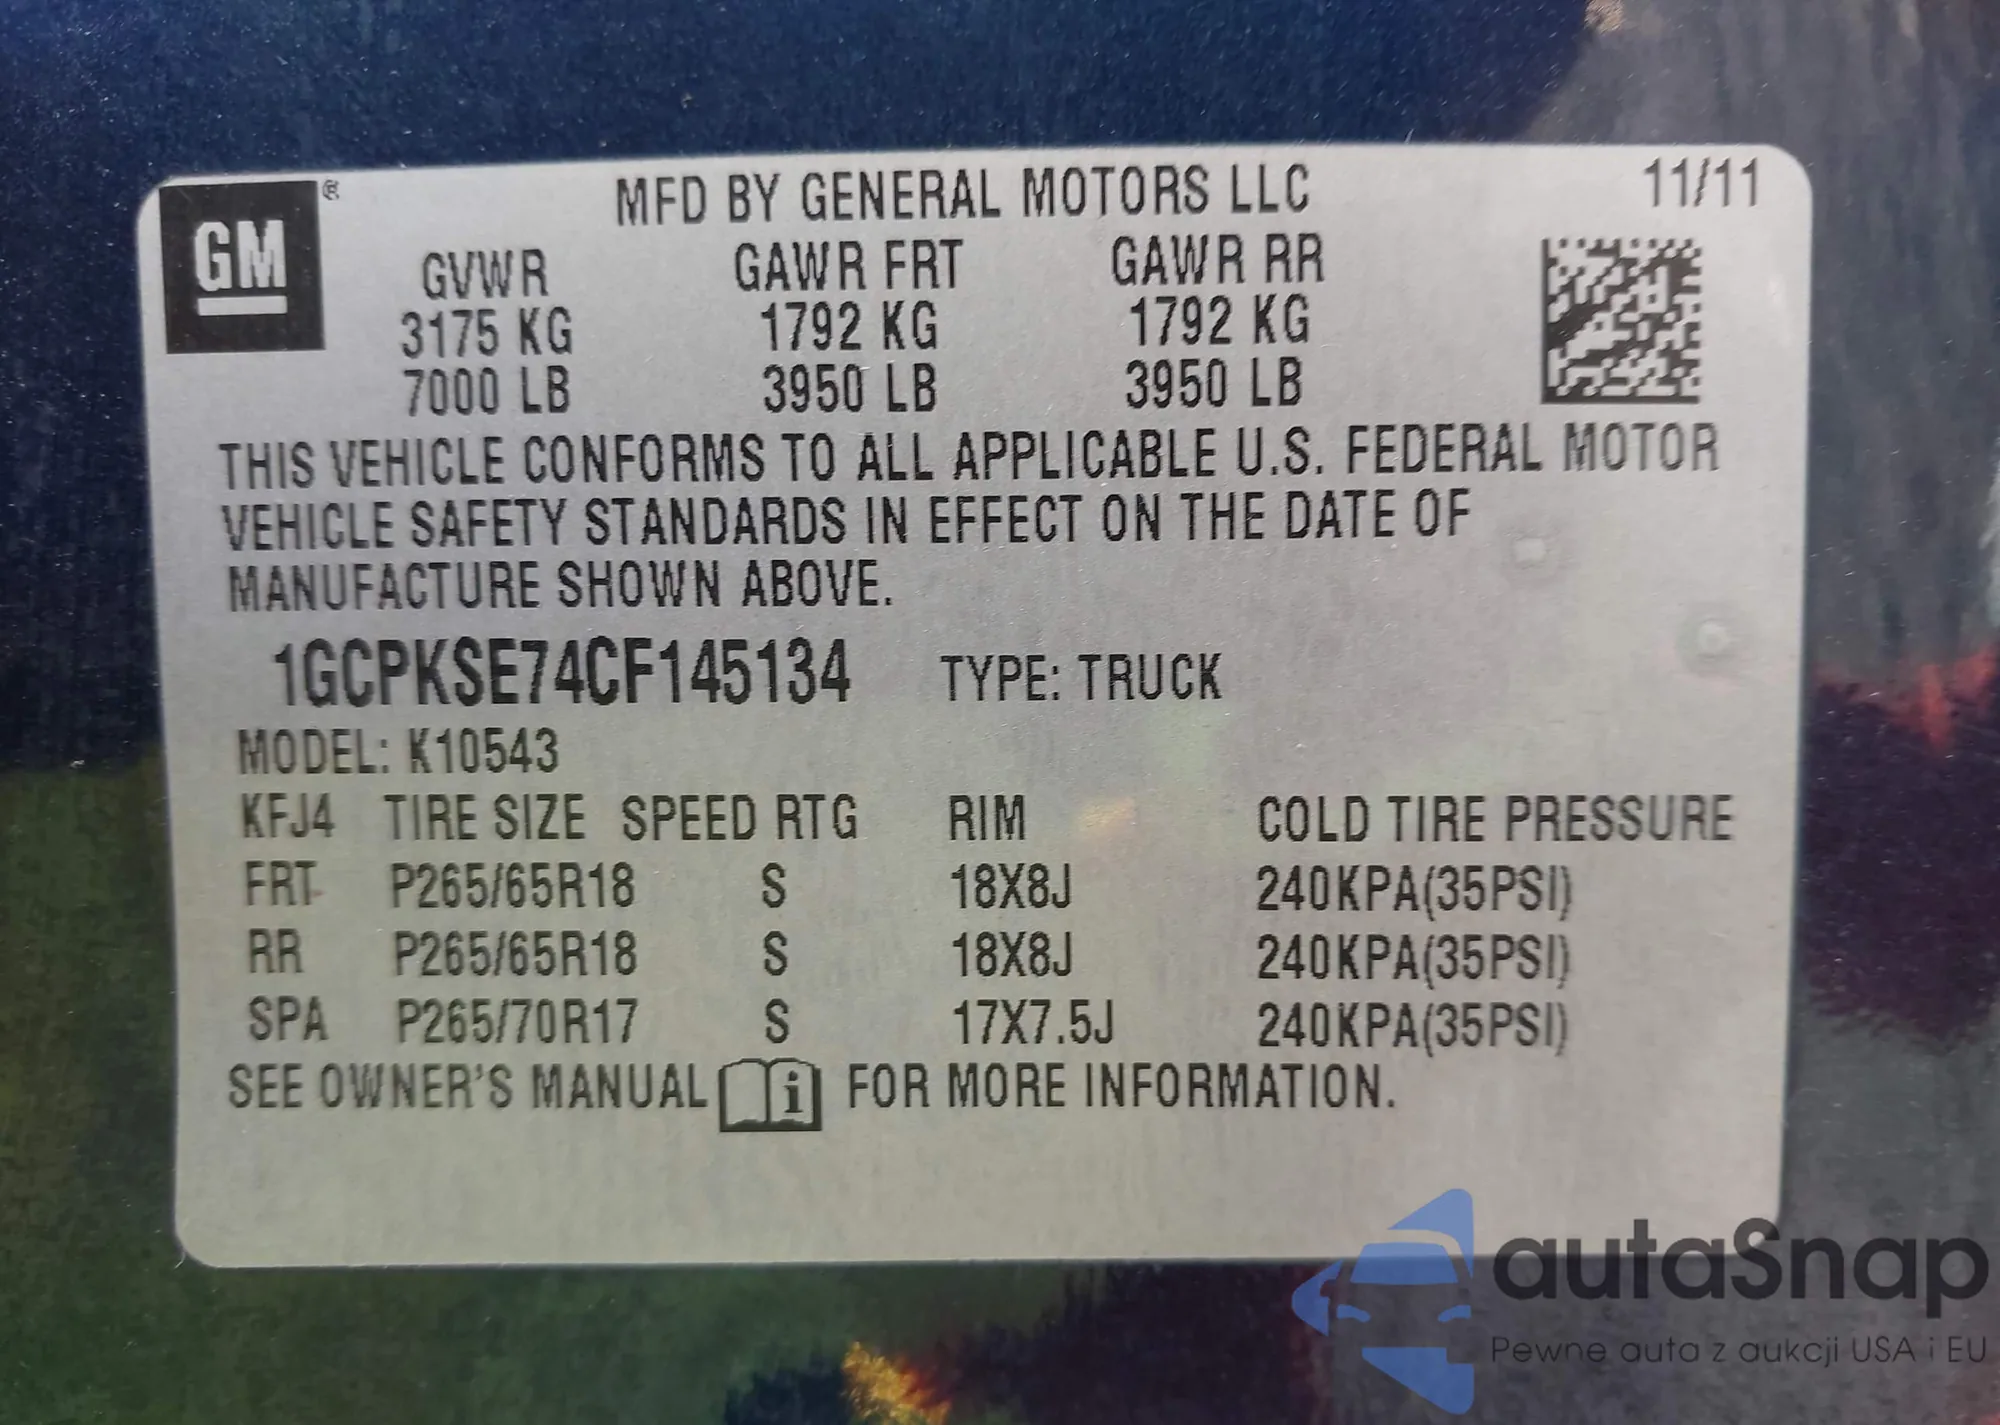 GM ® MFD BY GENERAL MOTORS LLC 11/11
GVWR GAWR FRT GAWR RR
3175 KG 1792 KG 1792 KG
7000 LB 3950 LB 3950 LB
THIS VEHICLE CONFORMS TO ALL APPLICABLE U.S. FEDERAL MOTOR
VEHICLE SAFETY STANDARDS IN EFFECT ON THE DATE OF
MANUFACTURE SHOWN ABOVE.
1GCPKSE74CF145134 TYPE: TRUCK
MODEL: K10543
KFJ4 TIRE SIZE SPEED RTG RIM COLD TIRE PRESSURE
FRT P265/65R18 S 18X8J 240KPA(35PSI)
RR P265/65R18 S 18X8J 240KPA(35PSI)
SPA P265/70R17 S 17X7.5J 240KPA(35PSI)
SEE OWNER'S MANUAL i FOR MORE INFORMATION.
autaSnap
Pewne auta z aukcji USA i EU